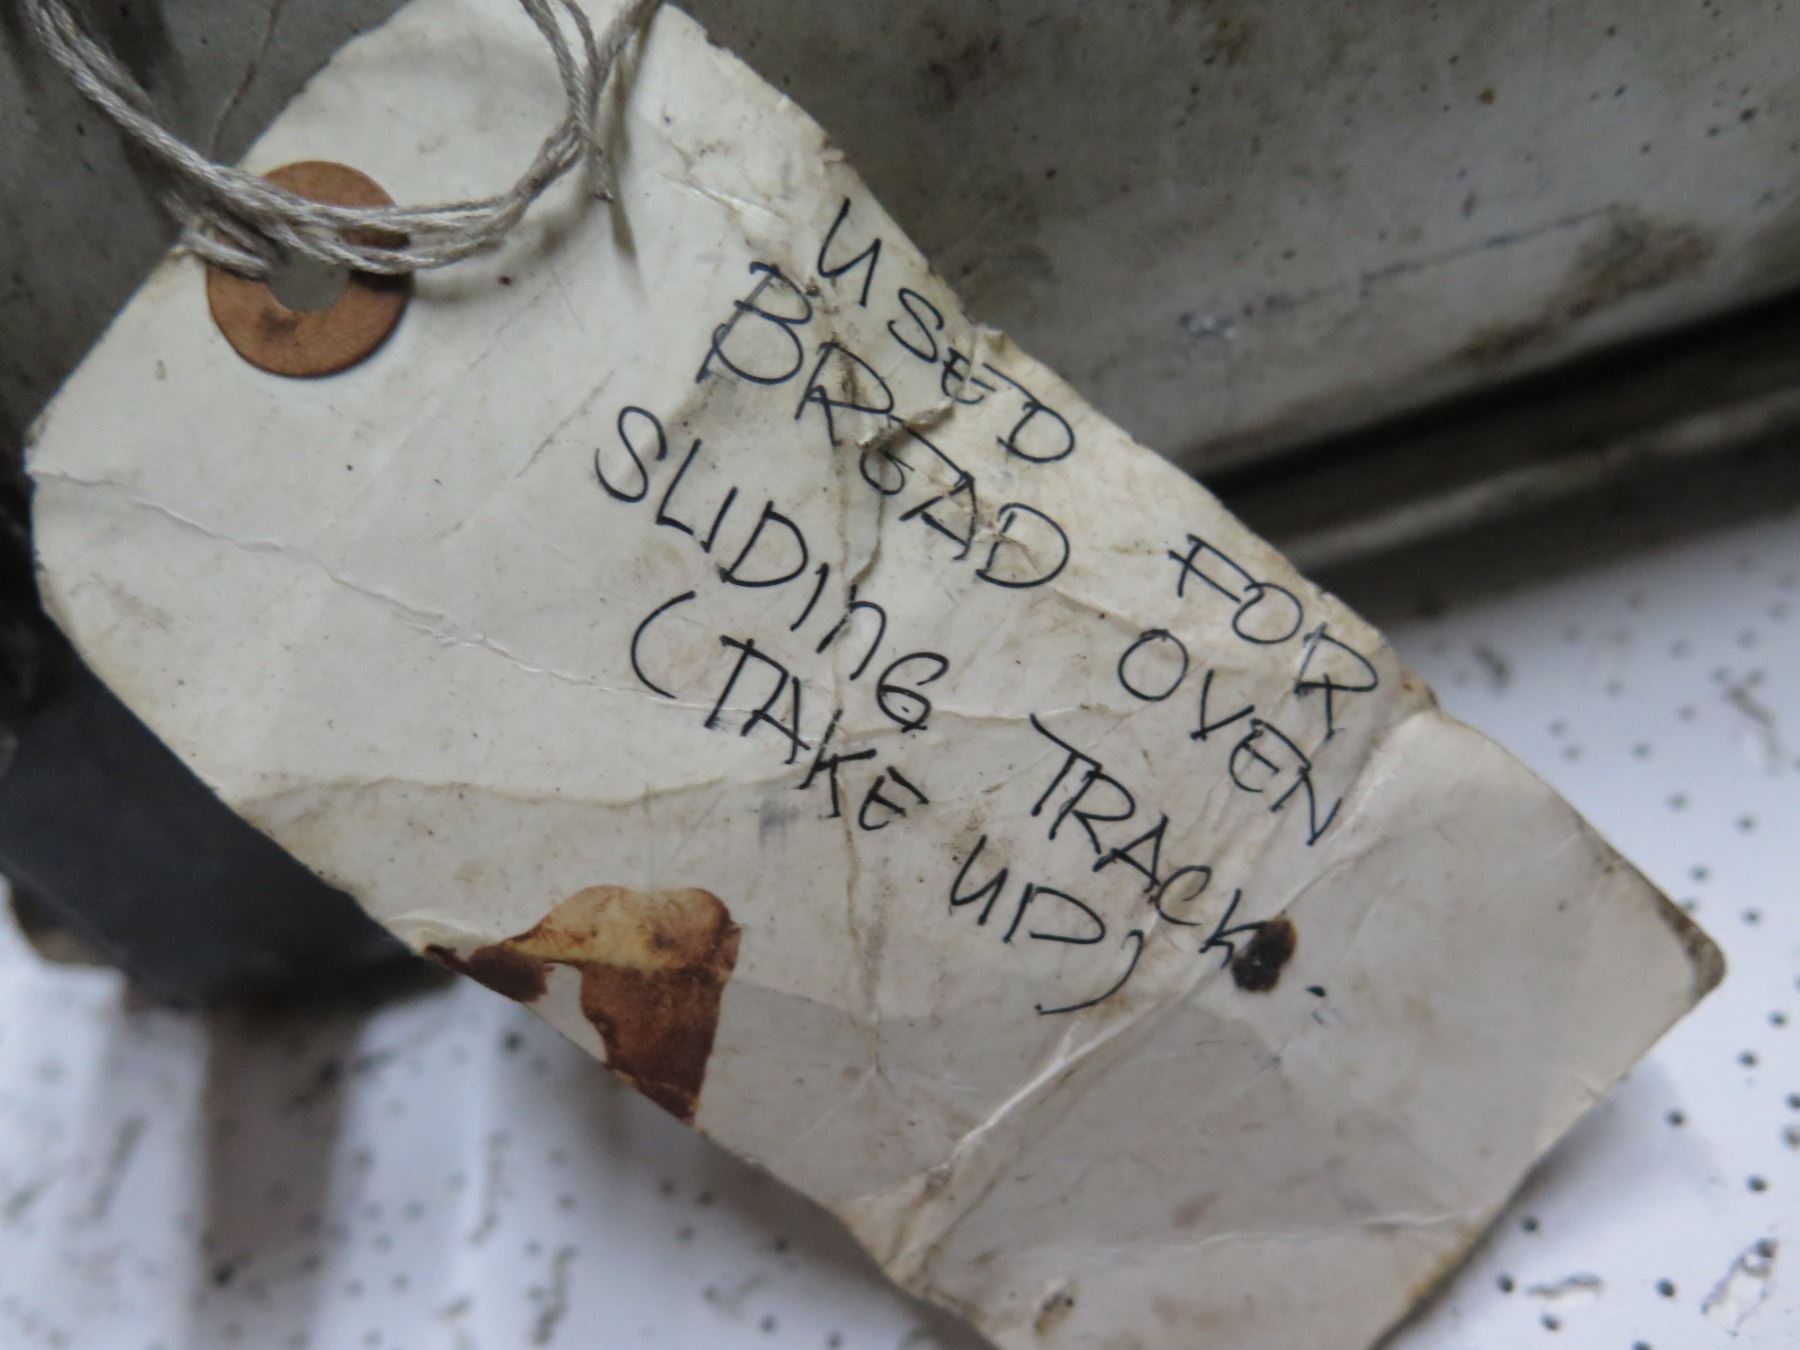 USED FOR
BREAD OVEN
SLIDING TRACK
(TAKE UP)